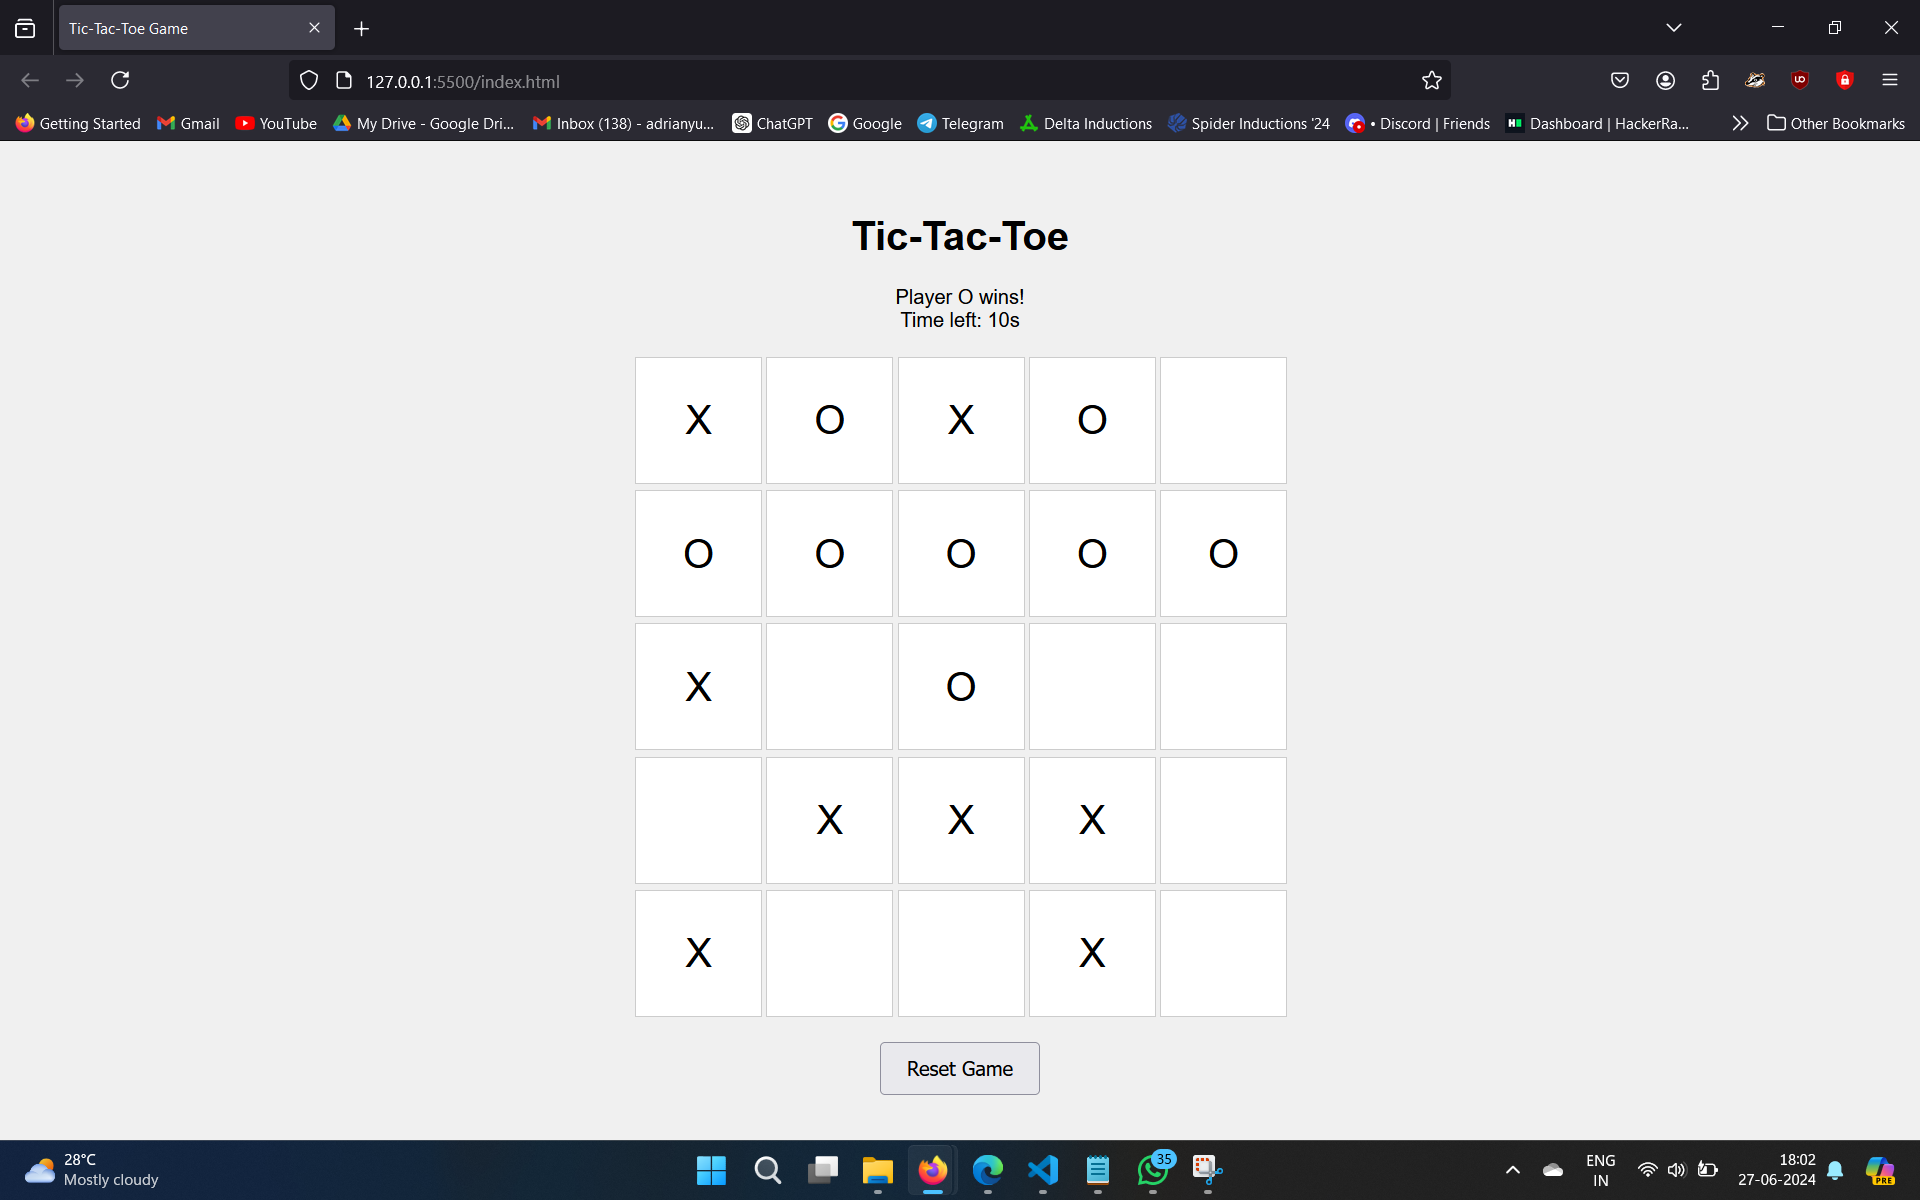 Tic-Tac-Toe Game
127.0.0.1:5500/index.html
Getting Started Gmail YouTube My Drive - Google Dri... Inbox (138) - adrianyu... ChatGPT Google Telegram Delta Inductions Spider Inductions '24 • Discord | Friends Dashboard | HackerRa... Other Bookmarks
Tic-Tac-Toe
Player O wins!
Time left: 10s
X O X O
O O O O O
X O
X X X
X X
Reset Game
28°C
Mostly cloudy
35
ENG
IN
18:02
27-06-2024
PRE